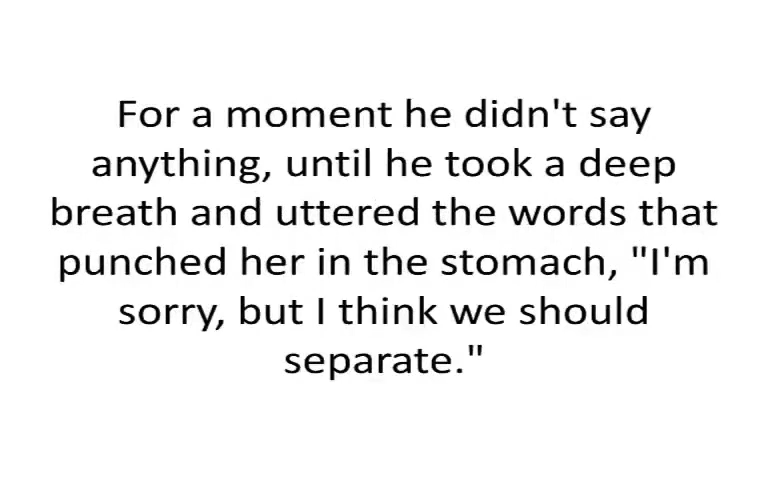 For a moment he didn't say
anything, until he took a deep
breath and uttered the words that
punched her in the stomach, "I'm
sorry, but I think we should
separate."